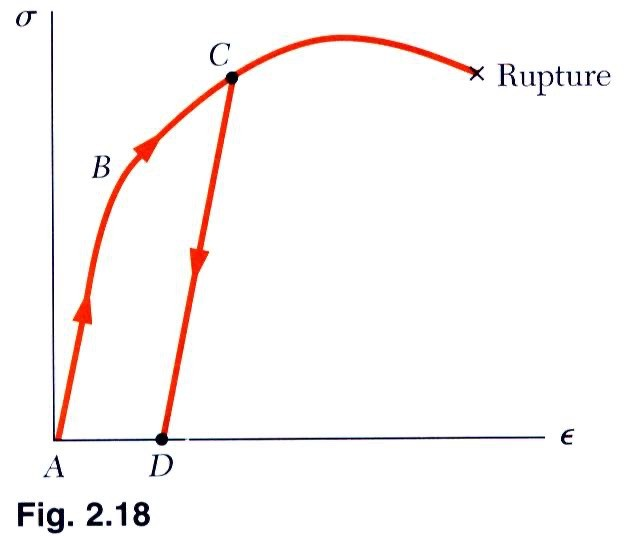 σ
C
Rupture
B
ϵ
A
D
Fig. 2.18